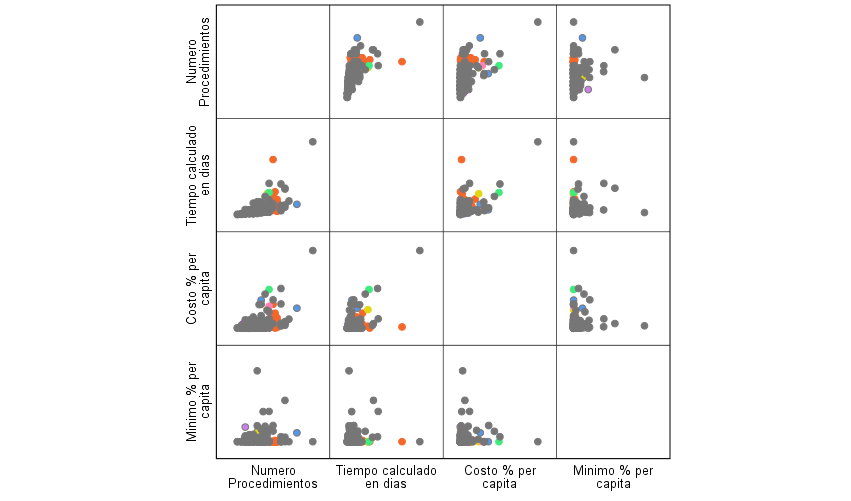 Numero
Procedimientos
Tiempo calculado
en dias
Costo % per
capita
Minimo % per
capita
Numero
Procedimientos
Tiempo calculado
en dias
Costo % per
capita
Minimo % per
capita